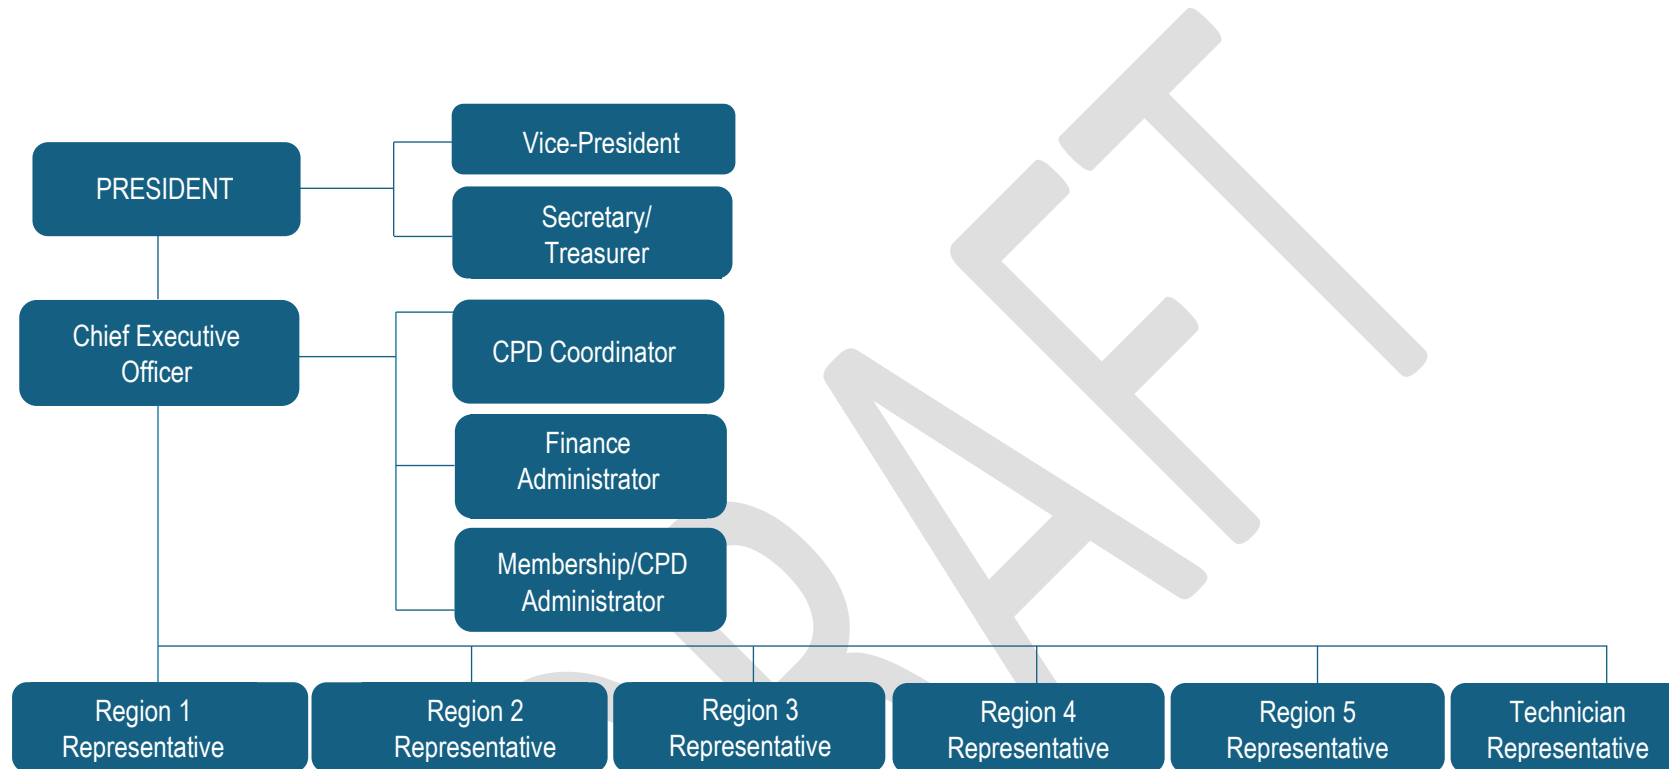 PRESIDENT
Vice-President
Secretary/
Treasurer
Chief Executive
Officer
CPD Coordinator
Finance
Administrator
Membership/CPD
Administrator
Region 1
Representative
Region 2
Representative
Region 3
Representative
Region 4
Representative
Region 5
Representative
Technician
Representative
RAFT